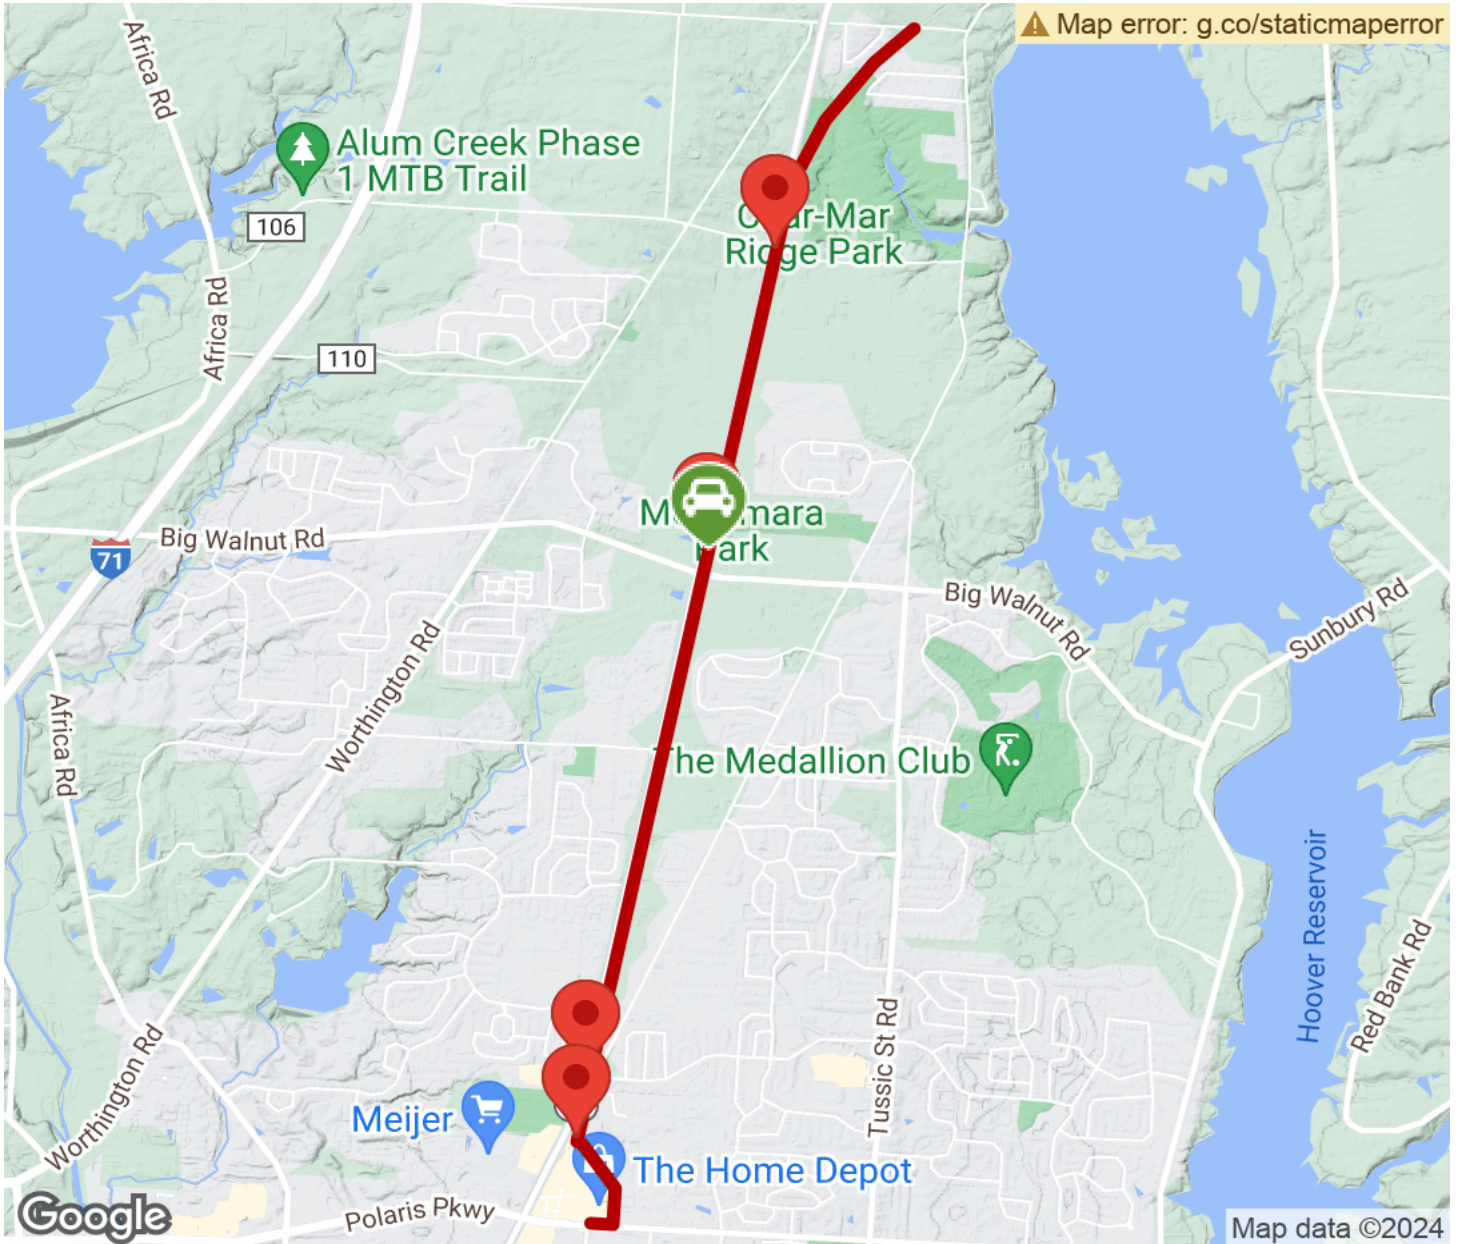 Map error: g.co/staticmaperror
Africa Rd
Alum Creek Phase
1 MTB Trail
106
Ridge Park
Africa Rd
110
Big Walnut Rd
71
Park
Big Walnut Rd
Sunbury Rd
Worthington Rd
Africa Rd
The Medallion Club
Hoover Reservoir
Red Bank Rd
Tussic St Rd
Worthington Rd
Meijer
The Home Depot
Polaris Pkwy
Google
Map data ©2024